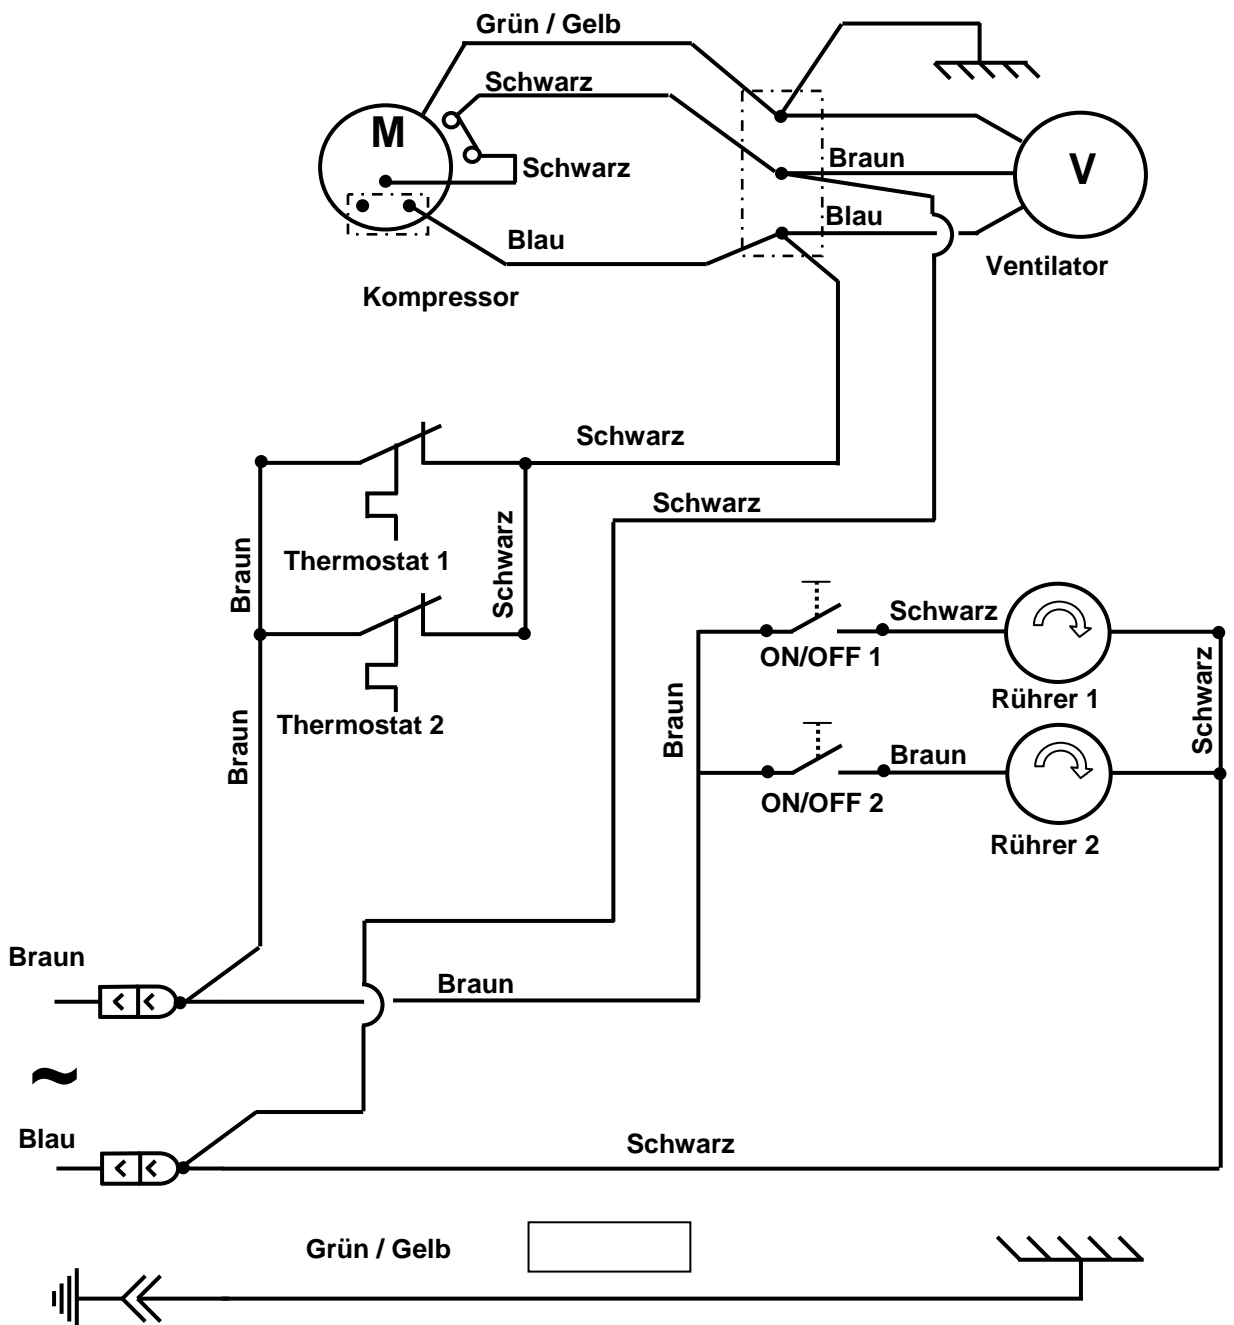 Grün / Gelb
Schwarz
M
Schwarz
Braun
V
Blau
Blau
Ventilator
Kompressor
Schwarz
Schwarz
Schwarz
Braun
Thermostat 1
Schwarz
ON/OFF 1
Rührer 1
Schwarz
Braun
Braun
Thermostat 2
Braun
ON/OFF 2
Rührer 2
Braun
Braun
~
Blau
Schwarz
Grün / Gelb